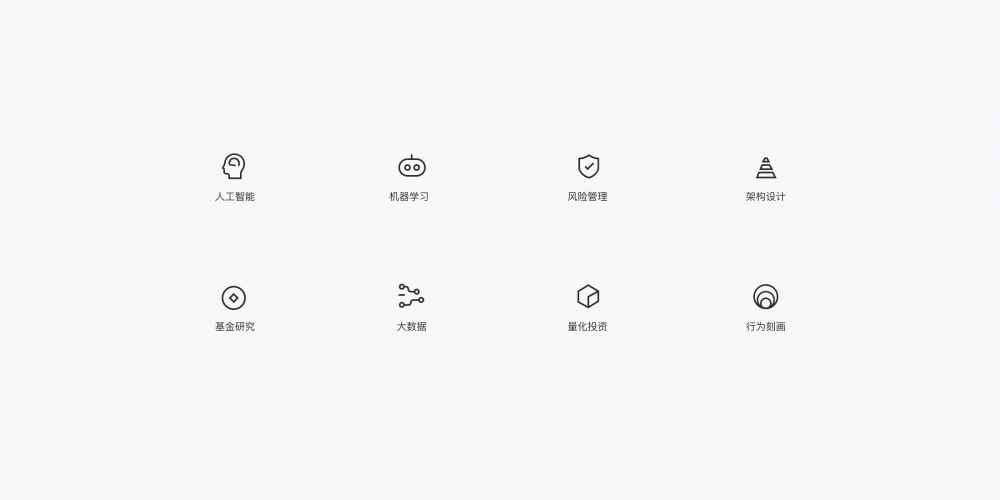 人工智能
机器学习
风险管理
架构设计
基金研究
大数据
量化投资
行为刻画